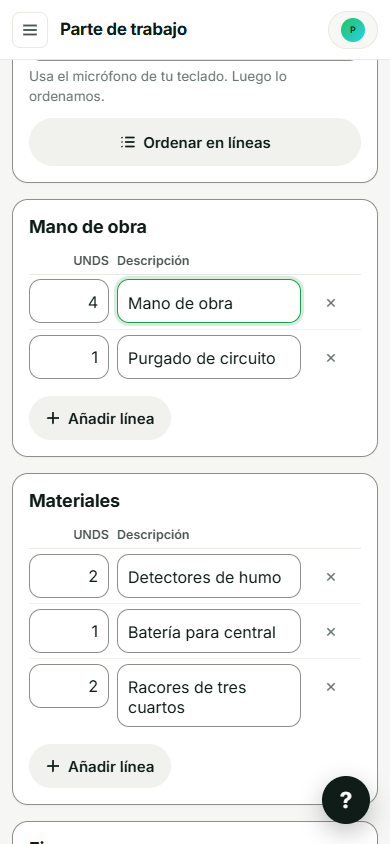 Parte de trabajo
P
Usa el micrófono de tu teclado. Luego lo
ordenamos.
Ordenar en líneas
Mano de obra
UNDS Descripción
4 Mano de obra ×
1 Purgado de circuito ×
+ Añadir línea
Materiales
UNDS Descripción
2 Detectores de humo ×
1 Batería para central ×
2 Racores de tres
cuartos ×
+ Añadir línea
?